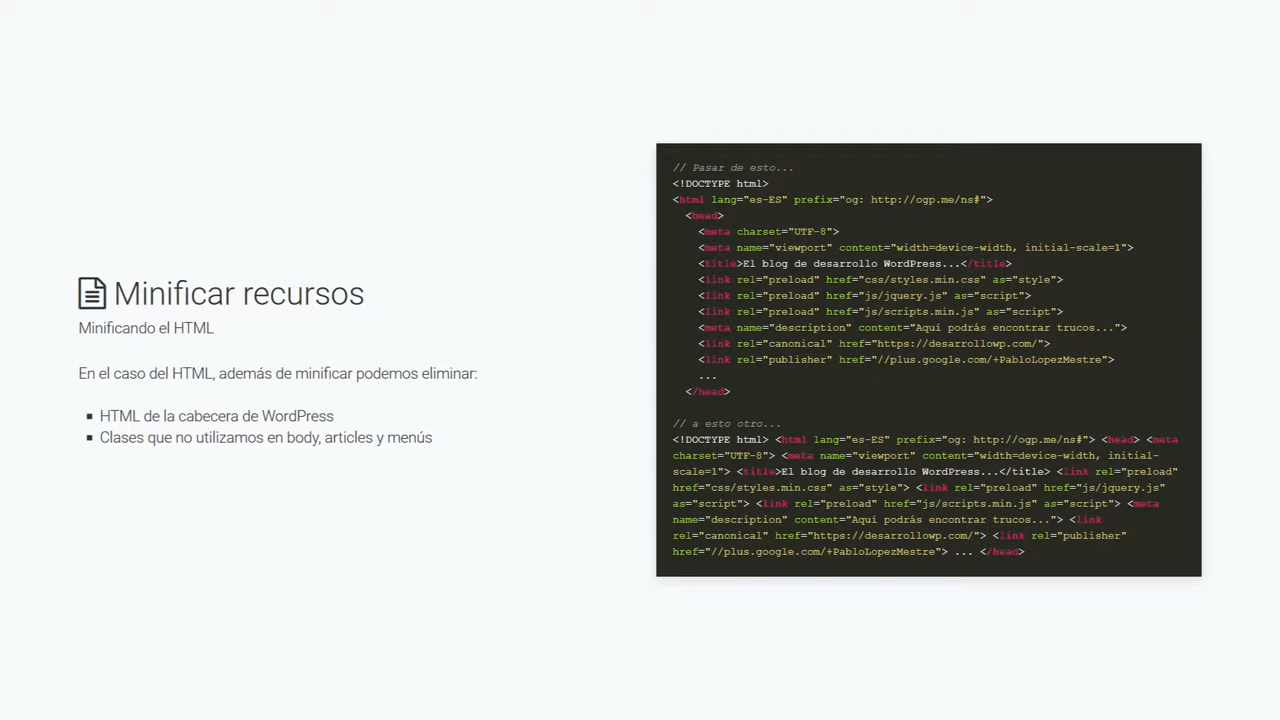 Minificar recursos
Minificando el HTML
En el caso del HTML, además de minificar podemos eliminar:
HTML de la cabecera de WordPress
Clases que no utilizamos en body, articles y menús
// Pasar de esto...
<!DOCTYPE html>
<html lang="es-ES" prefix="og: http://ogp.me/ns#">
<head>
<meta charset="UTF-8">
<meta name="viewport" content="width=device-width, initial-scale=1">
<title>El blog de desarrollo WordPress...</title>
<link rel="preload" href="css/styles.min.css" as="style">
<link rel="preload" href="js/jquery.js" as="script">
<link rel="preload" href="js/scripts.min.js" as="script">
<meta name="description" content="Aquí podrás encontrar trucos...">
<link rel="canonical" href="https://desarrollowp.com/">
<link rel="publisher" href="//plus.google.com/+PabloLopezMestre">
...
</head>
// a esto otro...
<!DOCTYPE html> <html lang="es-ES" prefix="og: http://ogp.me/ns#"> <head> <meta
charset="UTF-8"> <meta name="viewport" content="width=device-width, initial-
scale=1"> <title>El blog de desarrollo WordPress...</title> <link rel="preload"
href="css/styles.min.css" as="style"> <link rel="preload" href="js/jquery.js"
as="script"> <link rel="preload" href="js/scripts.min.js" as="script"> <meta
name="description" content="Aquí podrás encontrar trucos..."> <link
rel="canonical" href="https://desarrollowp.com/"> <link rel="publisher"
href="//plus.google.com/+PabloLopezMestre"> ... </head>